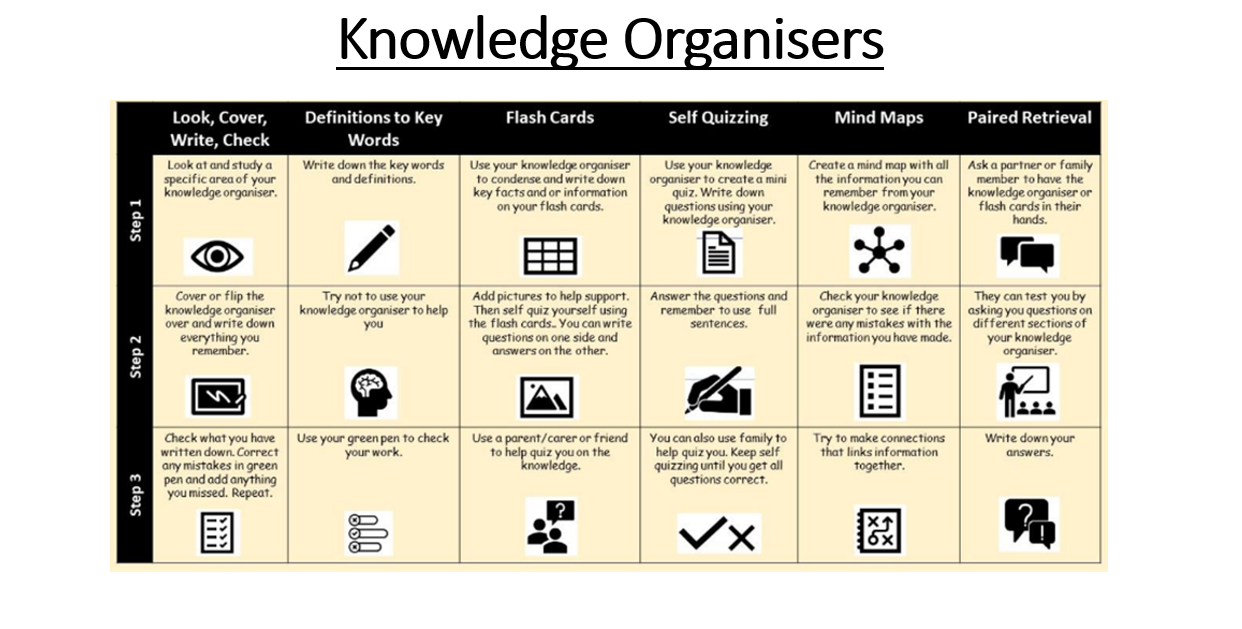 Knowledge Organisers
Look, Cover,
Write, Check
Definitions to Key
Words
Flash Cards
Self Quizzing
Mind Maps
Paired Retrieval
Step 1
Look at and study a
specific area of your
knowledge organiser.
Write down the key words
and definitions.
Use your knowledge organiser
to condense and write down
key facts and or information
on your flash cards.
Use your knowledge
organiser to create a mini
quiz. Write down
questions using your
knowledge organiser.
Create a mind map with all
the information you can
remember from your
knowledge organiser.
Ask a partner or family
member to have the
knowledge organiser or
flash cards in their
hands.
Step 2
Cover or flip the
knowledge organiser
over and write down
everything you
remember.
Try not to use your
knowledge organiser to help
you
Add pictures to help support.
Then self quiz yourself using
the flash cards.. You can write
questions on one side and
answers on the other.
Answer the questions and
remember to use full
sentences.
Check your knowledge
organiser to see if there
were any mistakes with the
information you have made.
They can test you by
asking you questions on
different sections of
your knowledge
organiser.
Step 3
Check what you have
written down. Correct
any mistakes in green
pen and add anything
you missed. Repeat.
Use your green pen to check
your work.
Use a parent/carer or friend
to help quiz you on the
knowledge.
You can also use family to
help quiz you. Keep self
quizzing until you get all
questions correct.
Try to make connections
that links information
together.
Write down your
answers.